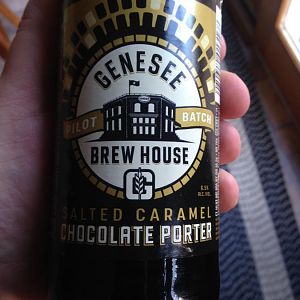 GENESEE
PILOT BATCH
BREW HOUSE
SALTED CARAMEL
CHOCOLATE PORTER